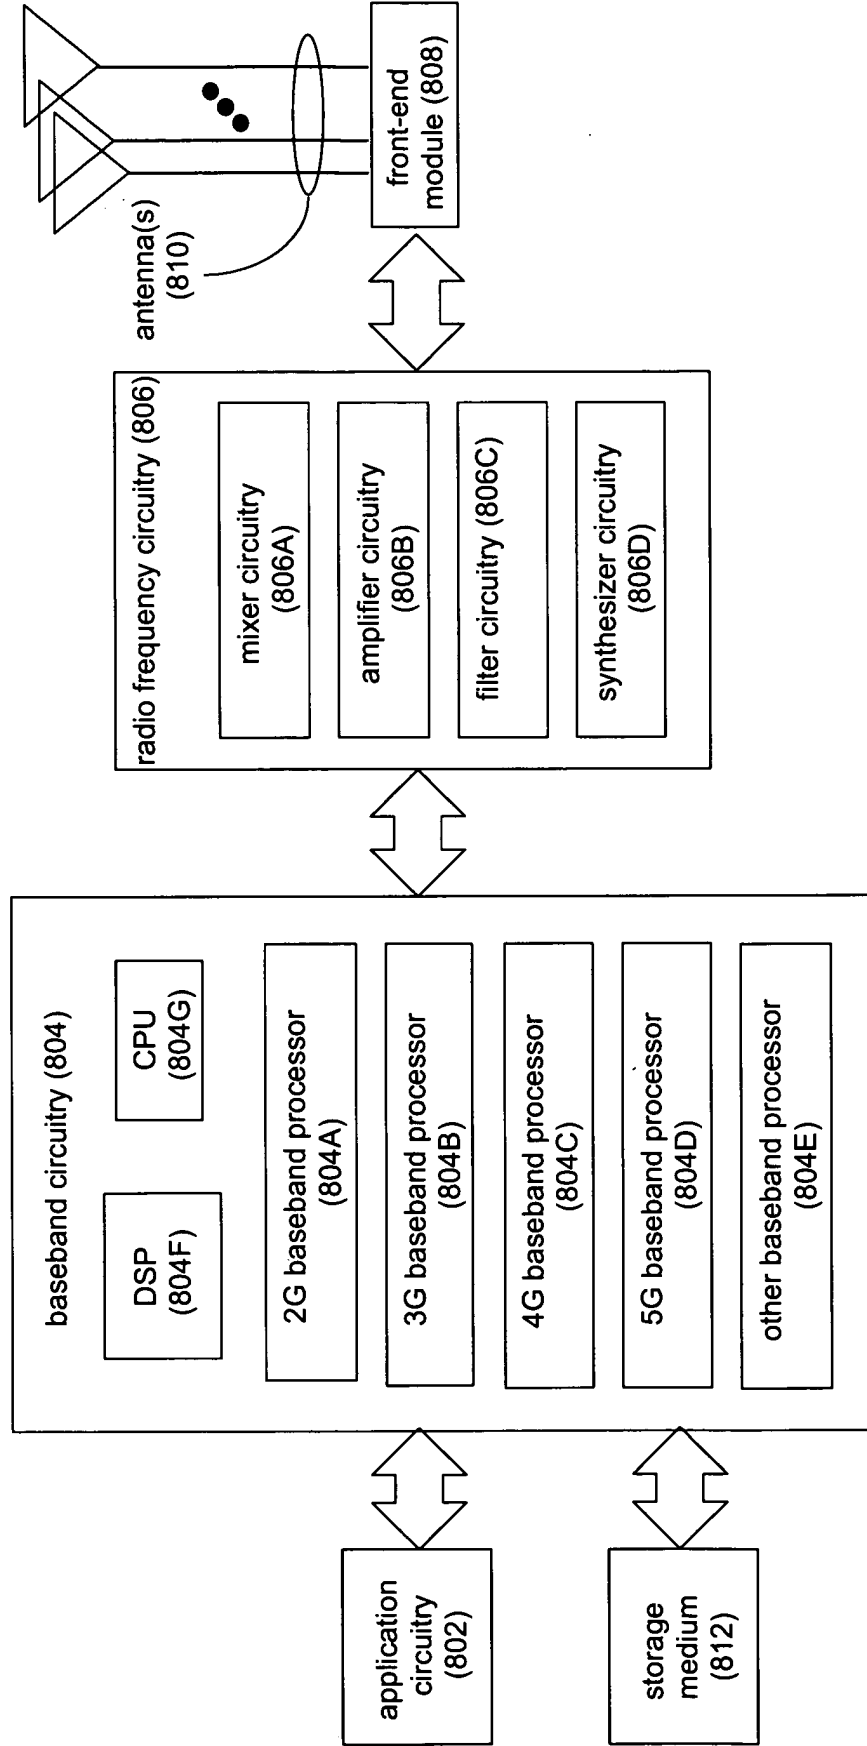 application
circuitry
(802)
storage
medium
(812)
baseband circuitry (804)
DSP
(804F)
CPU
(804G)
2G baseband processor
(804A)
3G baseband processor
(804B)
4G baseband processor
(804C)
5G baseband processor
(804D)
other baseband processor
(804E)
radio frequency circuitry (806)
mixer circuitry
(806A)
amplifier circuitry
(806B)
filter circuitry (806C)
synthesizer circuitry
(806D)
antenna(s)
(810)
front-end
module (808)